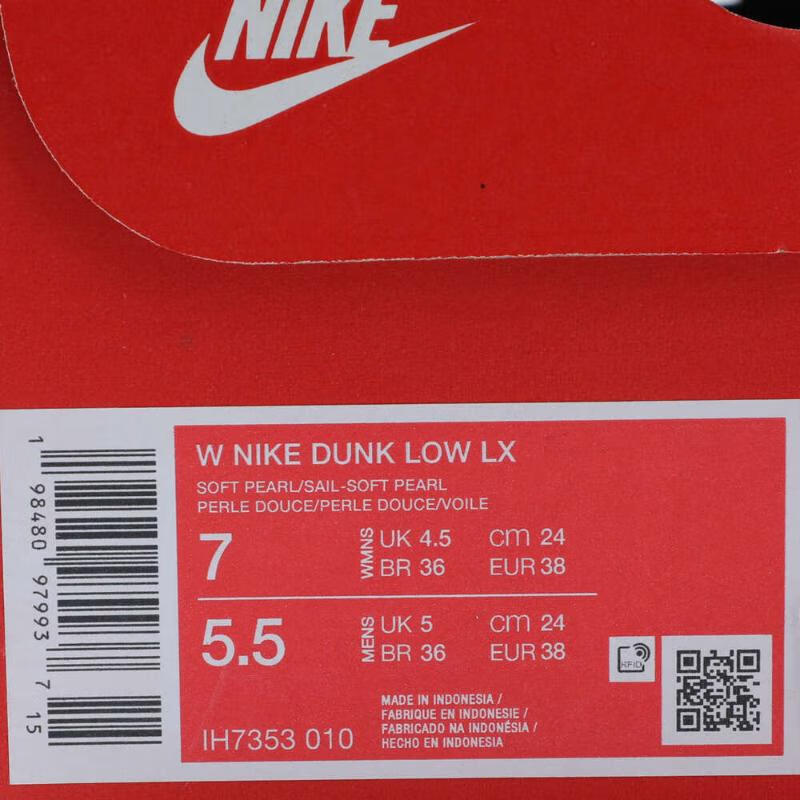 NIKE
W NIKE DUNK LOW LX
SOFT PEARL/SAIL-SOFT PEARL
PERLE DOUCE/PERLE DOUCE/VOILE
7 WMNS UK 4.5 cm 24
BR 36 EUR 38
5.5 MENS UK 5 cm 24
BR 36 EUR 38
MADE IN INDONESIA /
FABRIQUE EN INDONESIE /
FABRICADO NA INDONÉSIA /
HECHO EN INDONESIA
IH7353 010
RFID
1 98480 97993 7 15